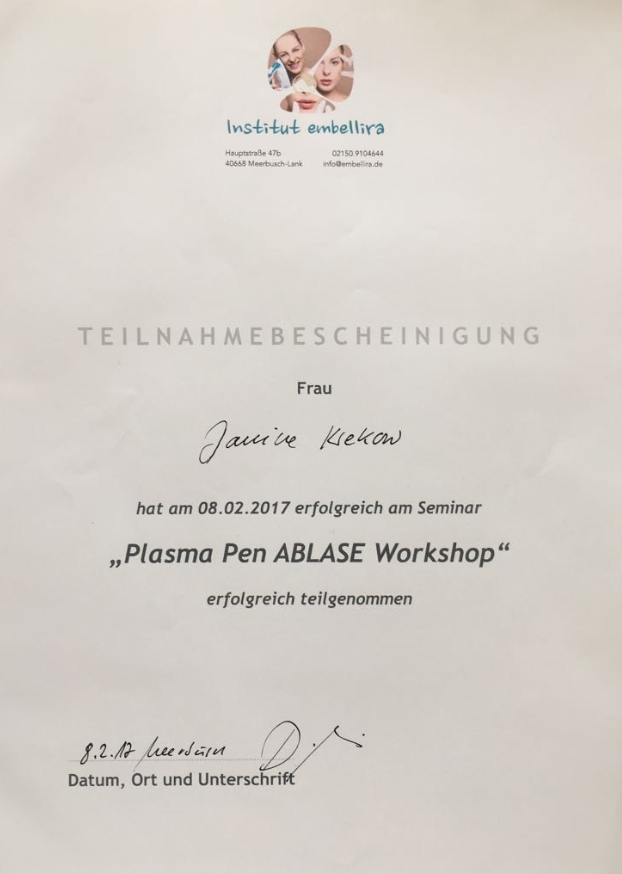 Institut embellira
Hauptstraße 47b 02150.9104644
40668 Meerbusch-Lank info@embellira.de
TEILNAHMEBESCHEINIGUNG
Frau
Janine Krekow
hat am 08.02.2017 erfolgreich am Seminar
„Plasma Pen ABLASE Workshop“
erfolgreich teilgenommen
8.2.17 Meerbusch
Datum, Ort und Unterschrift